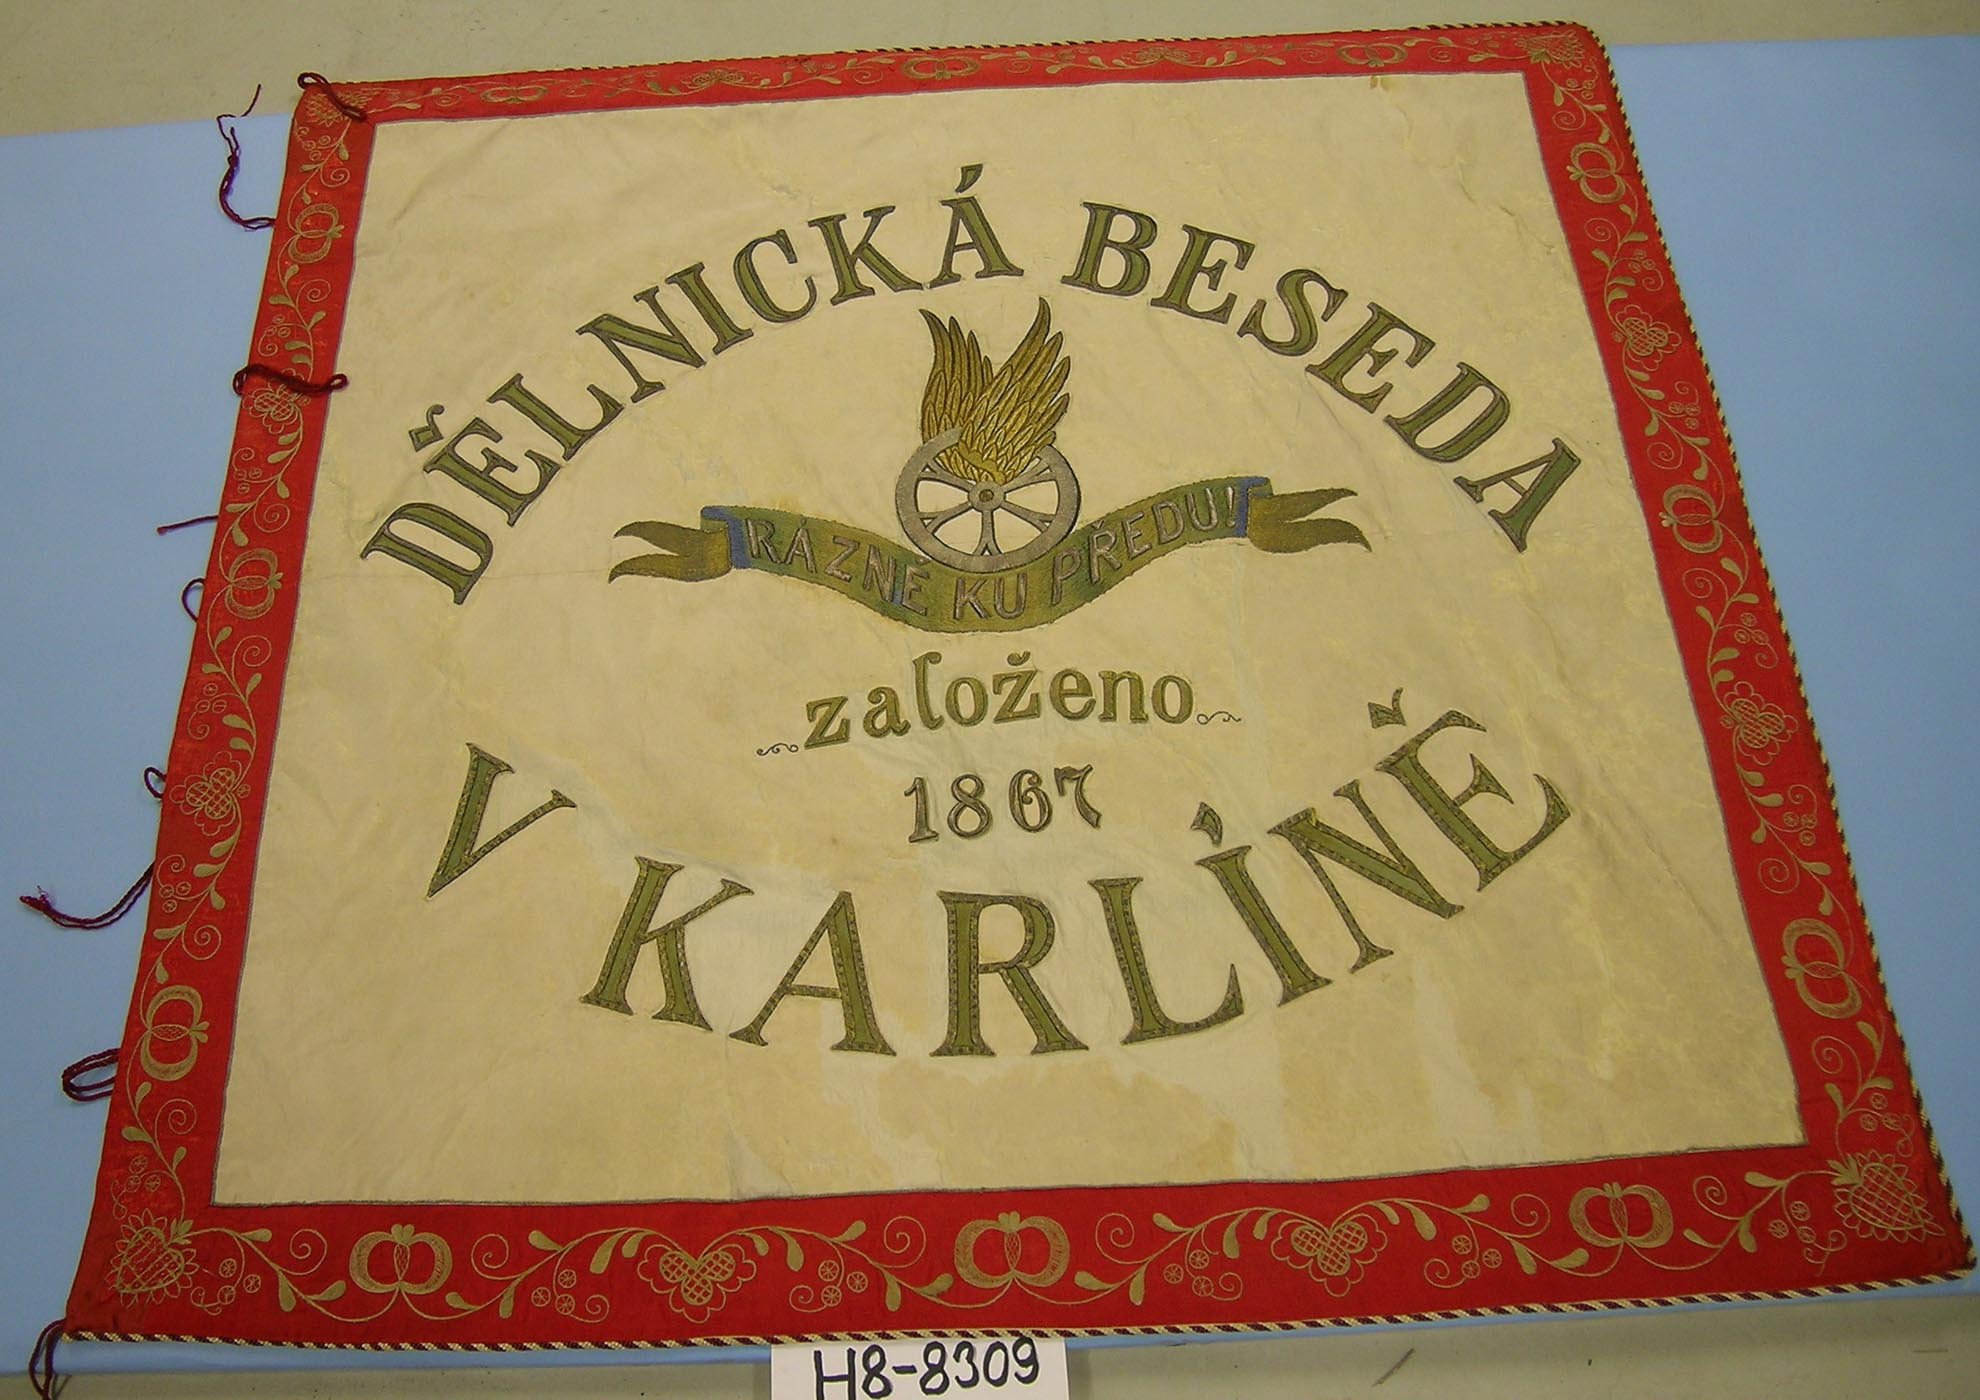 DĚLNICKÁ BESEDA
RÁZNĚ KU PŘEDU!
založeno
1867
V KARLÍNĚ
H8-8309